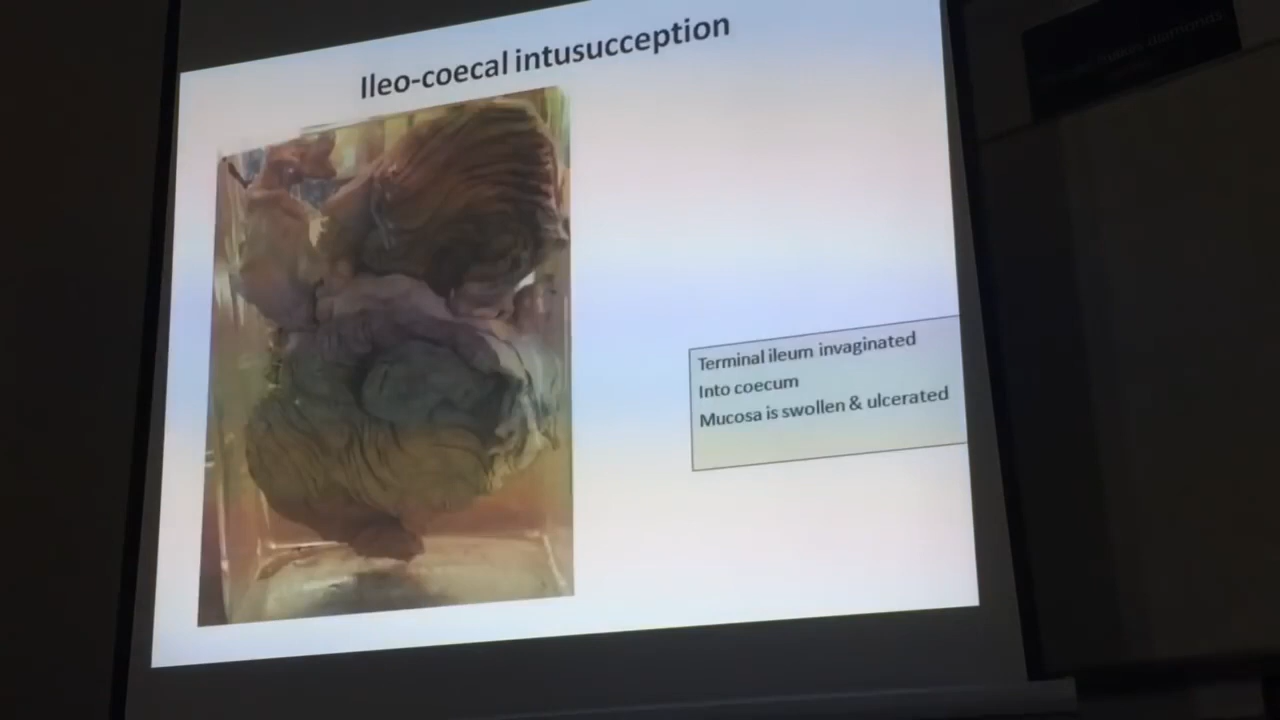 Ileo-coecal intusucception
Terminal ileum invaginated
Into coecum
Mucosa is swollen & ulcerated